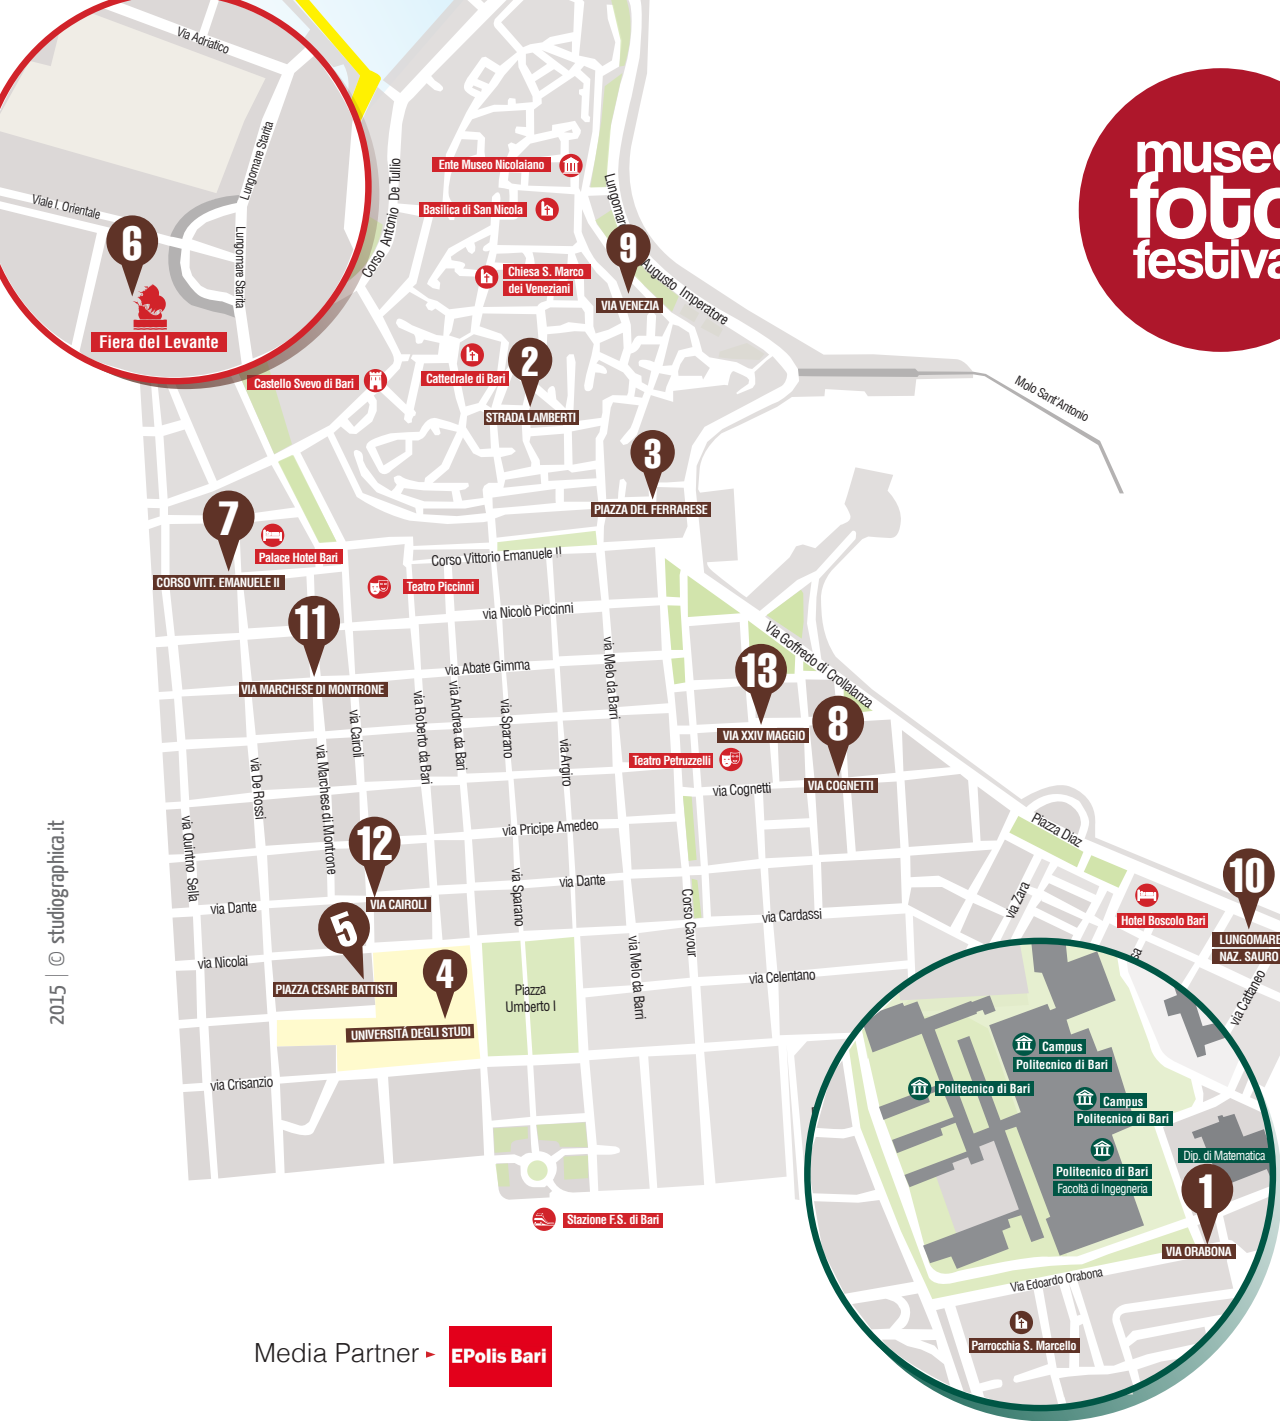 Via Adriatico
Lungomare Starita
Viale I. Orientale
Lungomare Starita
6
Fiera del Levante
Corso Antonio De Tullio
Ente Museo Nicolaiano
Basilica di San Nicola
Chiesa S. Marco
dei Veneziani
9
VIA VENEZIA
Augusto Imperatore
museo
foto
festiva
Castello Svevo di Bari
Cattedrale di Bari
2
STRADA LAMBERTI
Molo Sant'Antonio
3
PIAZZA DEL FERRARESE
7
Palace Hotel Bari
CORSO VITT. EMANUELE II
Corso Vittorio Emanuele II
Teatro Piccinni
via Nicolò Piccinni
11
VIA MARCHESE DI MONTRONE
via Abate Gimma
via Melo da Bari
Via Goffredo di Crollalanza
13
VIA XXIV MAGGIO
8
VIA COGNETTI
via Cairoli
via Roberto da Bari
via Andrea da Bari
via Sparano
via Argiro
Teatro Petruzzelli
via Cognetti
via De Rossi
via Marchese di Montrone
via Quintno Sella
via Pricipe Amedeo
Piazza Diaz
12
VIA CAIROLI
via Dante
via Sparano
via Dante
Corso Cavour
via Cardassi
via Zara
Hotel Boscolo Bari
10
LUNGOMARE
NAZ. SAURO
5
PIAZZA CESARE BATTISTI
via Nicolai
4
UNIVERSITÀ DEGLI STUDI
Piazza
Umberto I
via Melo da Bari
via Celentano
via Cattaneo
via Crisanzio
2015 | © studiographica.it
Campus
Politecnico di Bari
Politecnico di Bari
Campus
Politecnico di Bari
Politecnico di Bari
Facoltà di Ingegneria
Dip. di Matematica
1
VIA ORABONA
Via Edoardo Orabona
Parrocchia S. Marcello
Stazione F.S. di Bari
Media Partner
EPolis Bari